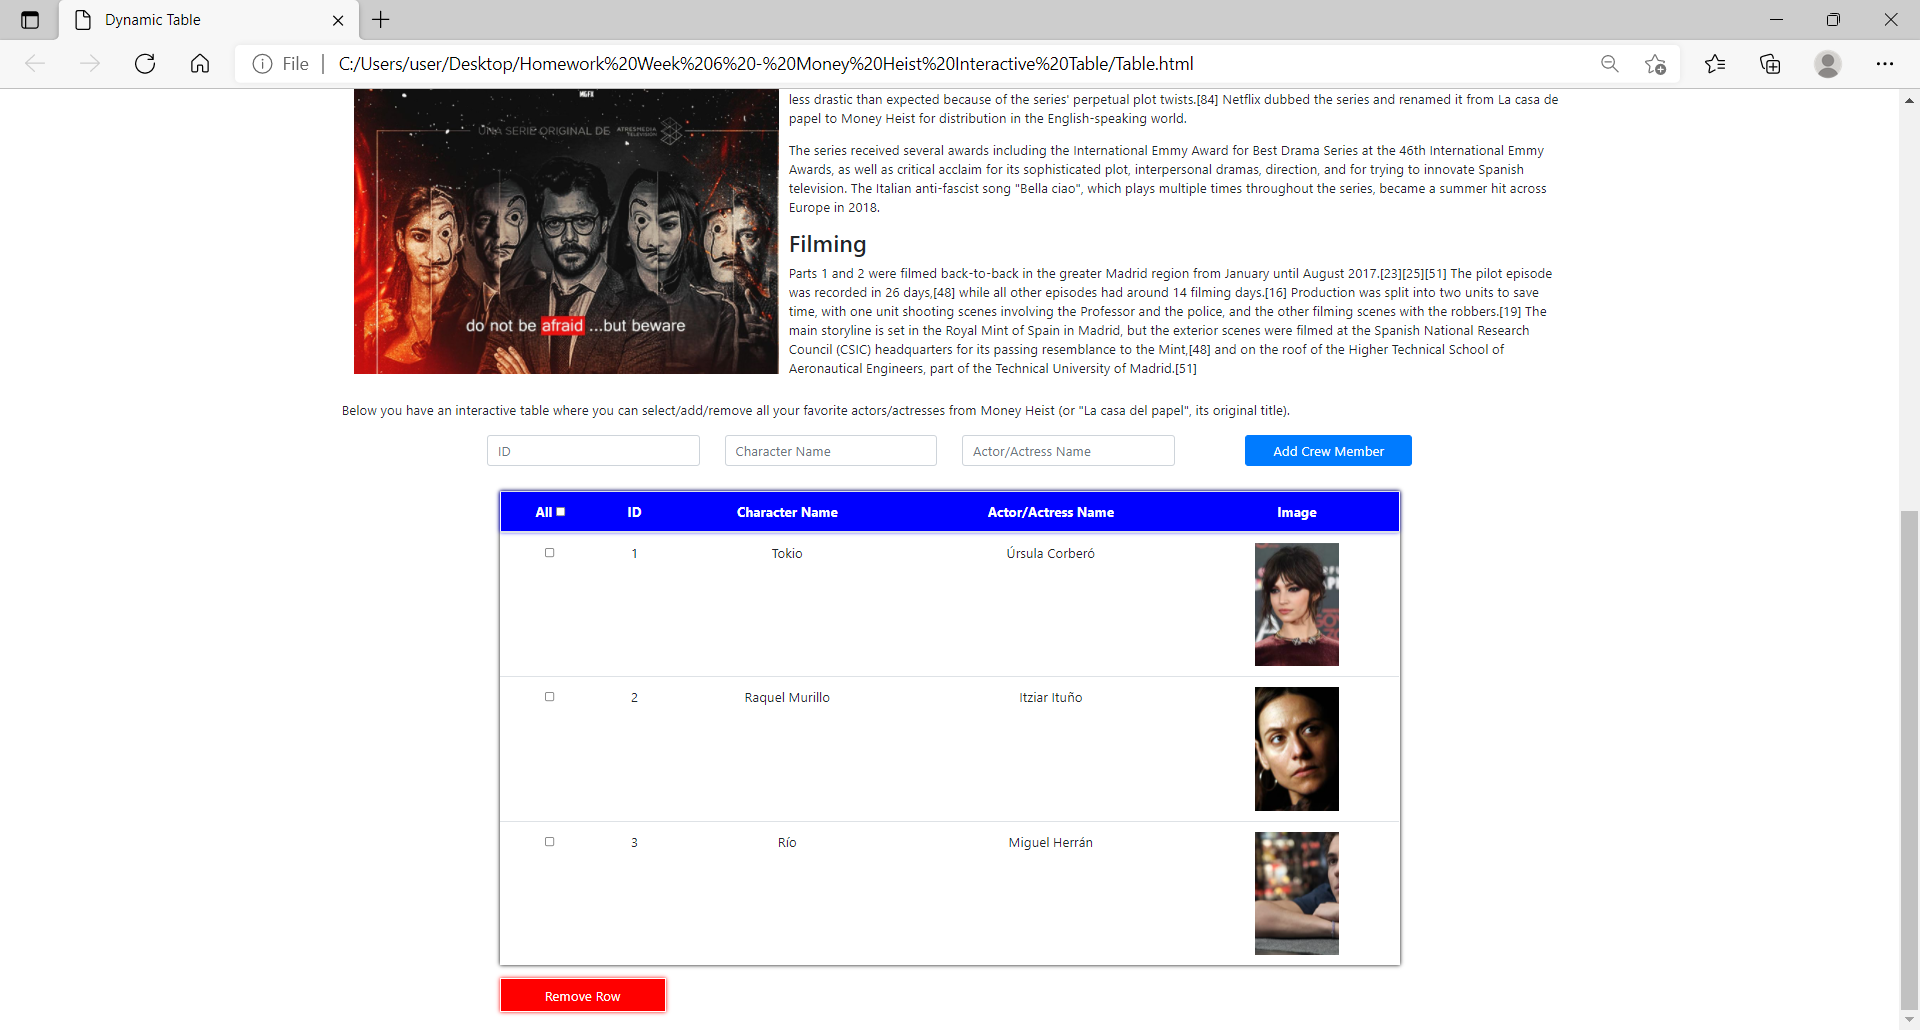 Dynamic Table
File
C:/Users/user/Desktop/Homework%20Week%206%20-%20Money%20Heist%20Interactive%20Table/Table.html
MGFX
UNA SERIE ORIGINAL DE ATRESMEDIA TELEVISION
do not be afraid ...but beware
less drastic than expected because of the series' perpetual plot twists.[84] Netflix dubbed the series and renamed it from La casa de
papel to Money Heist for distribution in the English-speaking world.
The series received several awards including the International Emmy Award for Best Drama Series at the 46th International Emmy
Awards, as well as critical acclaim for its sophisticated plot, interpersonal dramas, direction, and for trying to innovate Spanish
television. The Italian anti-fascist song "Bella ciao", which plays multiple times throughout the series, became a summer hit across
Europe in 2018.
Filming
Parts 1 and 2 were filmed back-to-back in the greater Madrid region from January until August 2017.[23][25][51] The pilot episode
was recorded in 26 days,[48] while all other episodes had around 14 filming days.[16] Production was split into two units to save
time, with one unit shooting scenes involving the Professor and the police, and the other filming scenes with the robbers.[19] The
main storyline is set in the Royal Mint of Spain in Madrid, but the exterior scenes were filmed at the Spanish National Research
Council (CSIC) headquarters for its passing resemblance to the Mint,[48] and on the roof of the Higher Technical School of
Aeronautical Engineers, part of the Technical University of Madrid.[51]
Below you have an interactive table where you can select/add/remove all your favorite actors/actresses from Money Heist (or "La casa del papel", its original title).
ID Character Name Actor/Actress Name Add Crew Member
All ID Character Name Actor/Actress Name Image
1 Tokio Úrsula Corberó
2 Raquel Murillo Itziar Ituño
3 Río Miguel Herrán
Remove Row